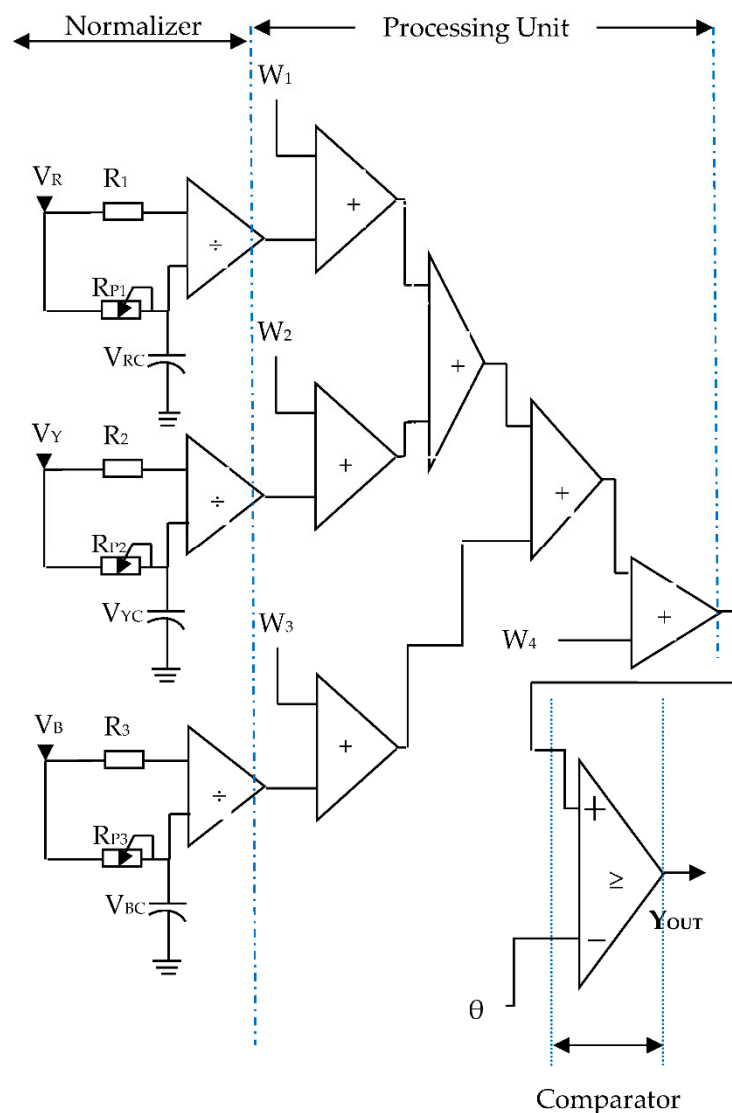 Normalizer
Processing Unit
W1
VR
R1
÷
+
RP1
VRC
W2
+
VY
R2
÷
+
+
RP2
VYC
W3
W4
+
VB
R3
÷
+
RP3
VBC
+
≥
−
YOUT
θ
Comparator